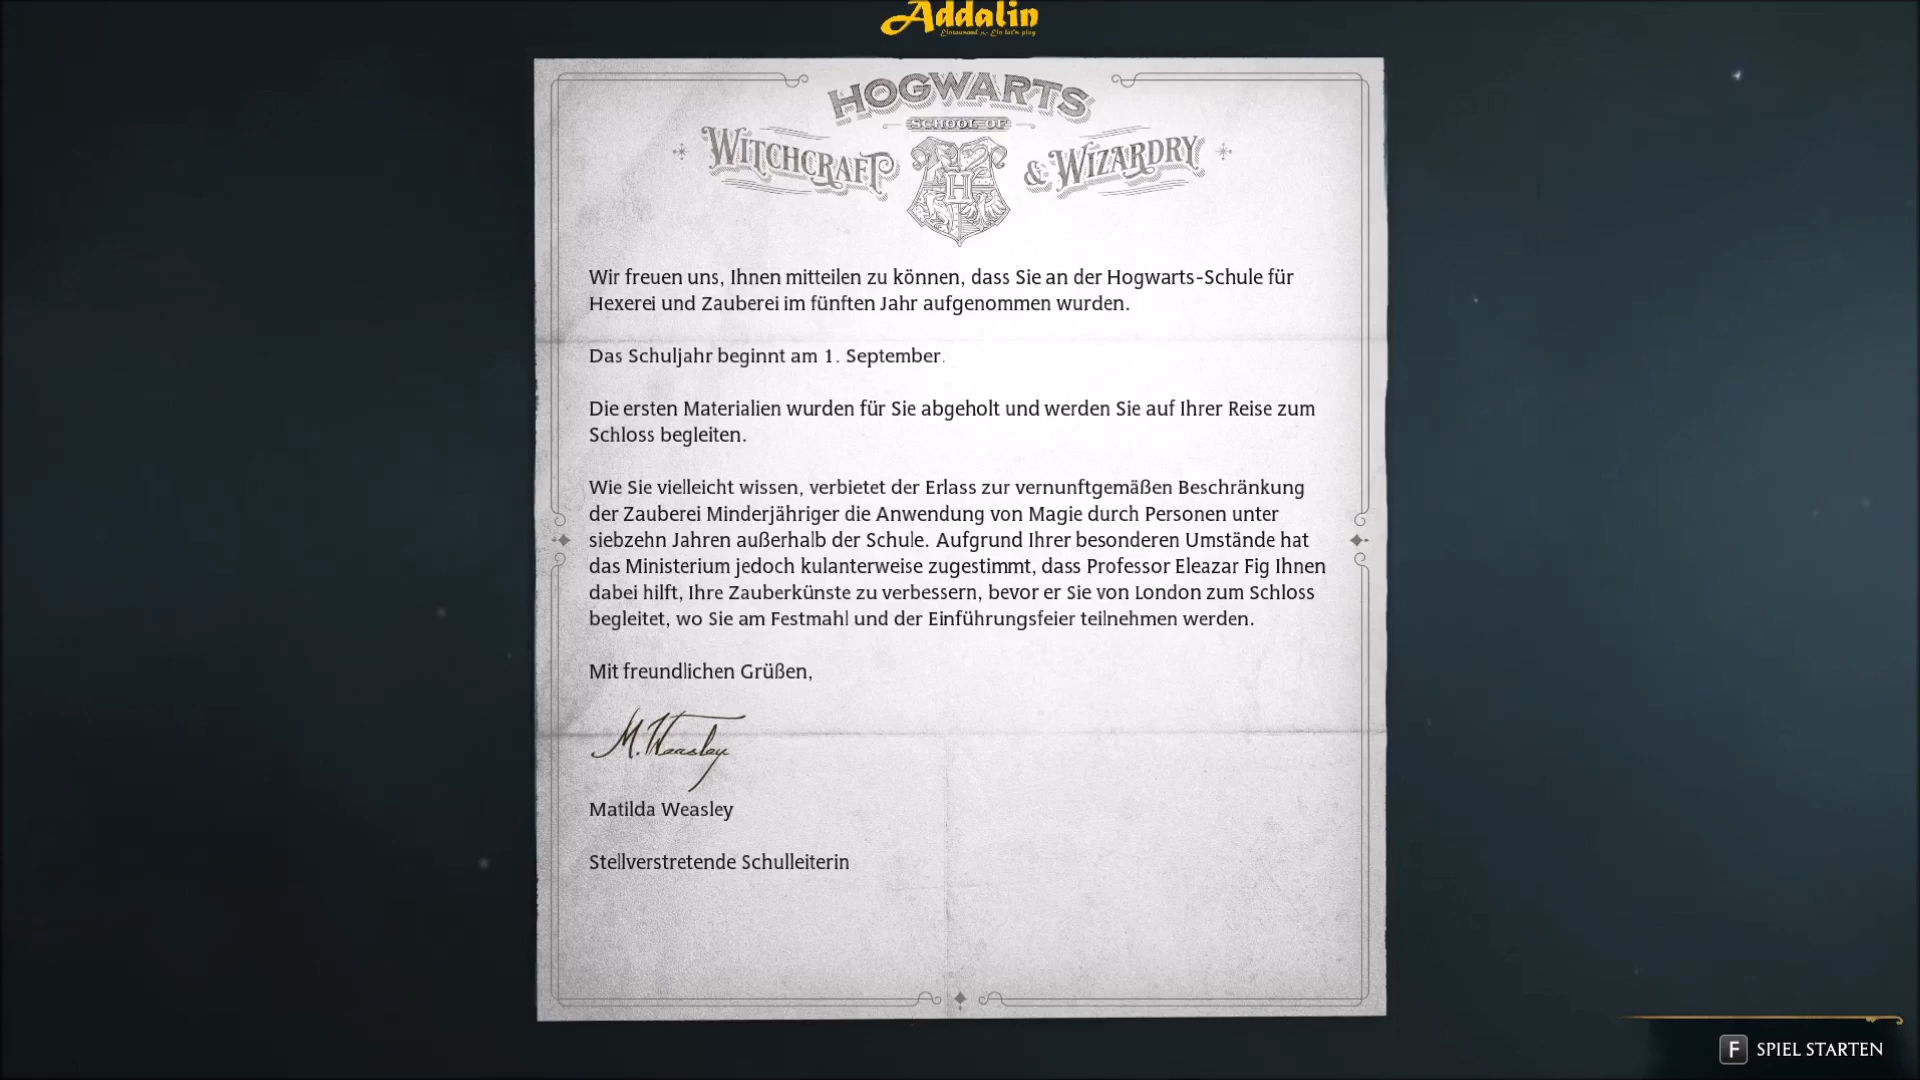 Addalin
HOGWARTS
SCHOOL OF
WITCHCRAFT & WIZARDRY
H
Wir freuen uns, Ihnen mitteilen zu können, dass Sie an der Hogwarts-Schule für
Hexerei und Zauberei im fünften Jahr aufgenommen wurden.
Das Schuljahr beginnt am 1. September.
Die ersten Materialien wurden für Sie abgeholt und werden Sie auf Ihrer Reise zum
Schloss begleiten.
Wie Sie vielleicht wissen, verbietet der Erlass zur vernunftgemäßen Beschränkung
der Zauberei Minderjähriger die Anwendung von Magie durch Personen unter
siebzehn Jahren außerhalb der Schule. Aufgrund Ihrer besonderen Umstände hat
das Ministerium jedoch kulanterweise zugestimmt, dass Professor Eleazar Fig Ihnen
dabei hilft, Ihre Zauberkünste zu verbessern, bevor er Sie von London zum Schloss
begleitet, wo Sie am Festmahl und der Einführungsfeier teilnehmen werden.
Mit freundlichen Grüßen,
M. Weasley
Matilda Weasley
Stellverstretende Schulleiterin
F SPIEL STARTEN